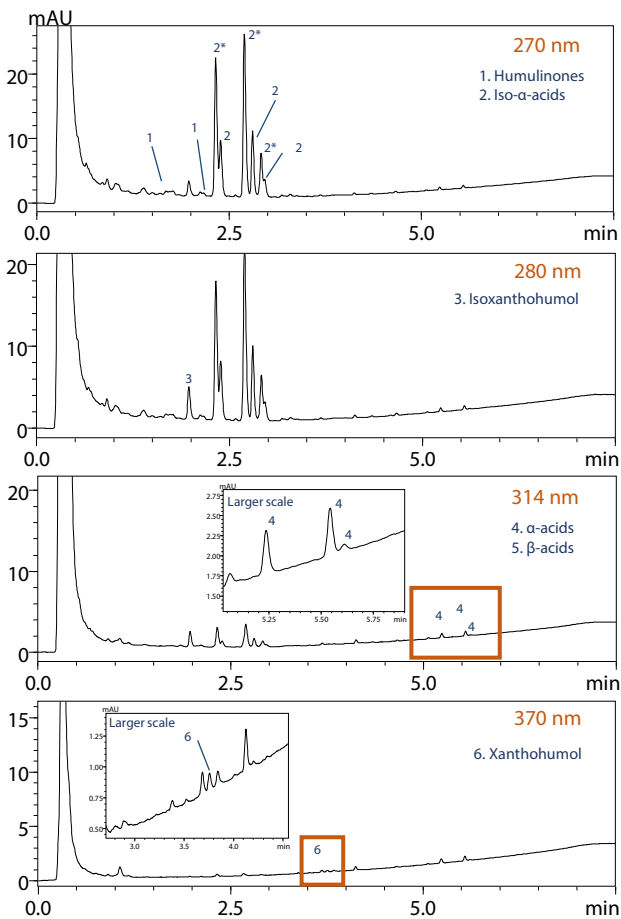 mAU
270 nm
1. Humulinones
2. Iso-α-acids
2*
2*
1
1
2
2
2*
2
20
10
0
0.0
2.5
5.0
min
280 nm
3. Isoxanthohumol
3
20
10
0
0.0
2.5
5.0
min
314 nm
4. α-acids
5. β-acids
mAU
Larger scale
4
4
4
2.75
2.50
2.25
2.00
1.75
1.50
5.25
5.50
5.75
min
4
4
4
20
10
0
0.0
2.5
5.0
min
370 nm
6. Xanthohumol
mAU
Larger scale
6
1.25
1.00
0.75
0.50
3.0
3.5
4.0
min
6
15
10
5
0
0.0
2.5
5.0
min